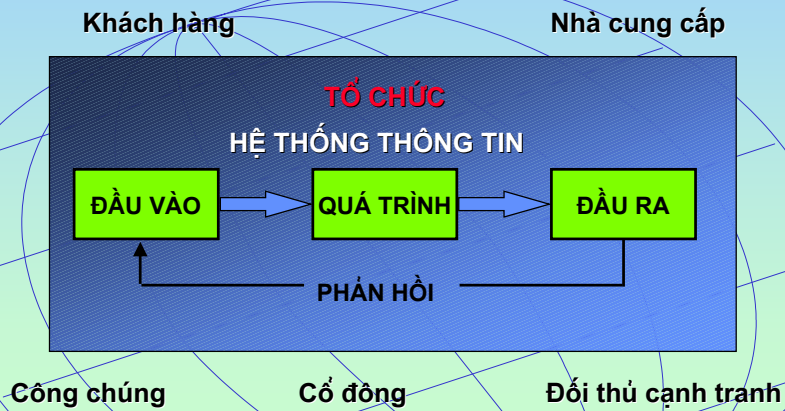 Khách hàng
Nhà cung cấp
TỔ CHỨC
HỆ THỐNG THÔNG TIN
ĐẦU VÀO
QUÁ TRÌNH
ĐẦU RA
PHẢN HỒI
Công chúng
Cổ đông
Đối thủ cạnh tranh